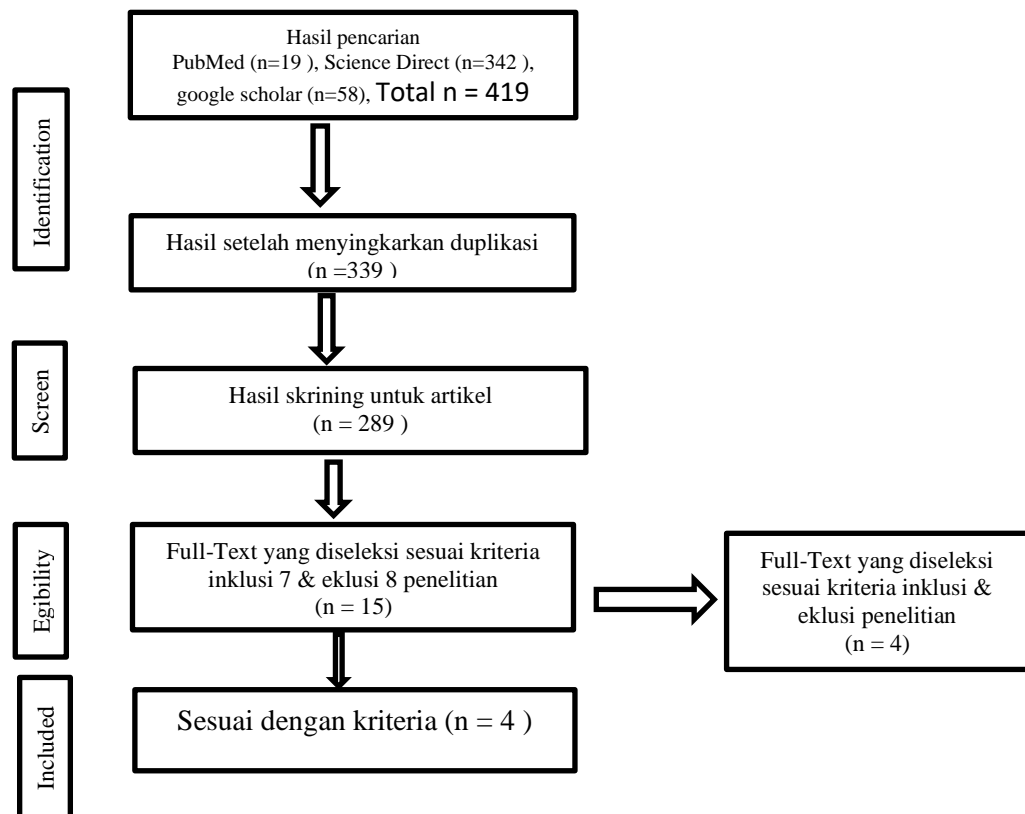 Identification
Hasil pencarian
PubMed (n=19 ), Science Direct (n=342 ),
google scholar (n=58), Total n = 419
Hasil setelah menyingkarkan duplikasi
(n =339 )
Screen
Hasil skrining untuk artikel
(n = 289 )
Egibility
Full-Text yang diseleksi sesuai kriteria
inklusi 7 & eklusi 8 penelitian
(n = 15)
Full-Text yang diseleksi
sesuai kriteria inklusi &
eklusi penelitian
(n = 4)
Included
Sesuai dengan kriteria (n = 4 )